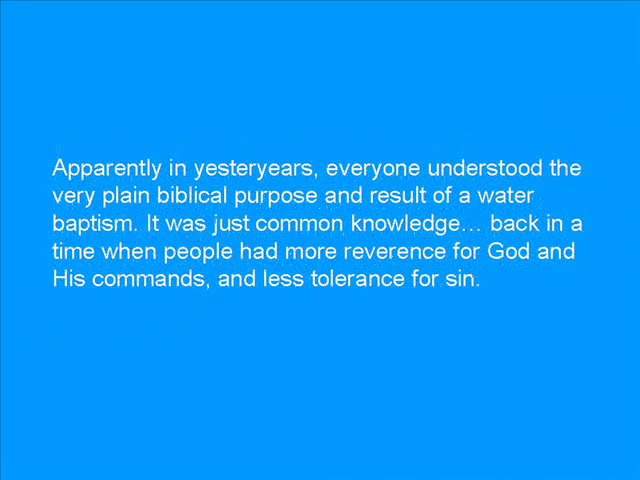 Apparently in yesteryears, everyone understood the
very plain biblical purpose and result of a water
baptism. It was just common knowledge… back in a
time when people had more reverence for God and
His commands, and less tolerance for sin.